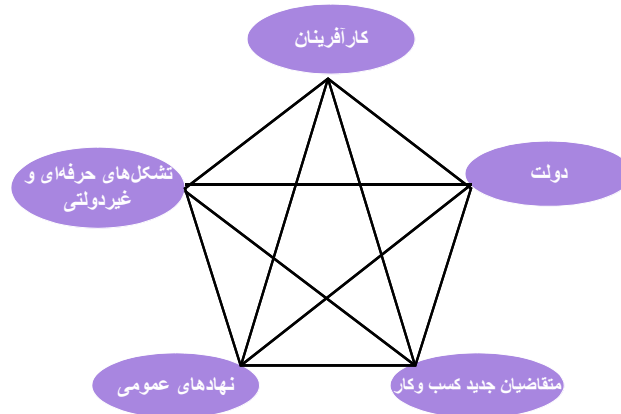 کارآفرینان
دولت
تشکل‌های حرفه‌ای و
غیردولتی
نهادهای عمومی
متقاضیان جدید کسب وکار